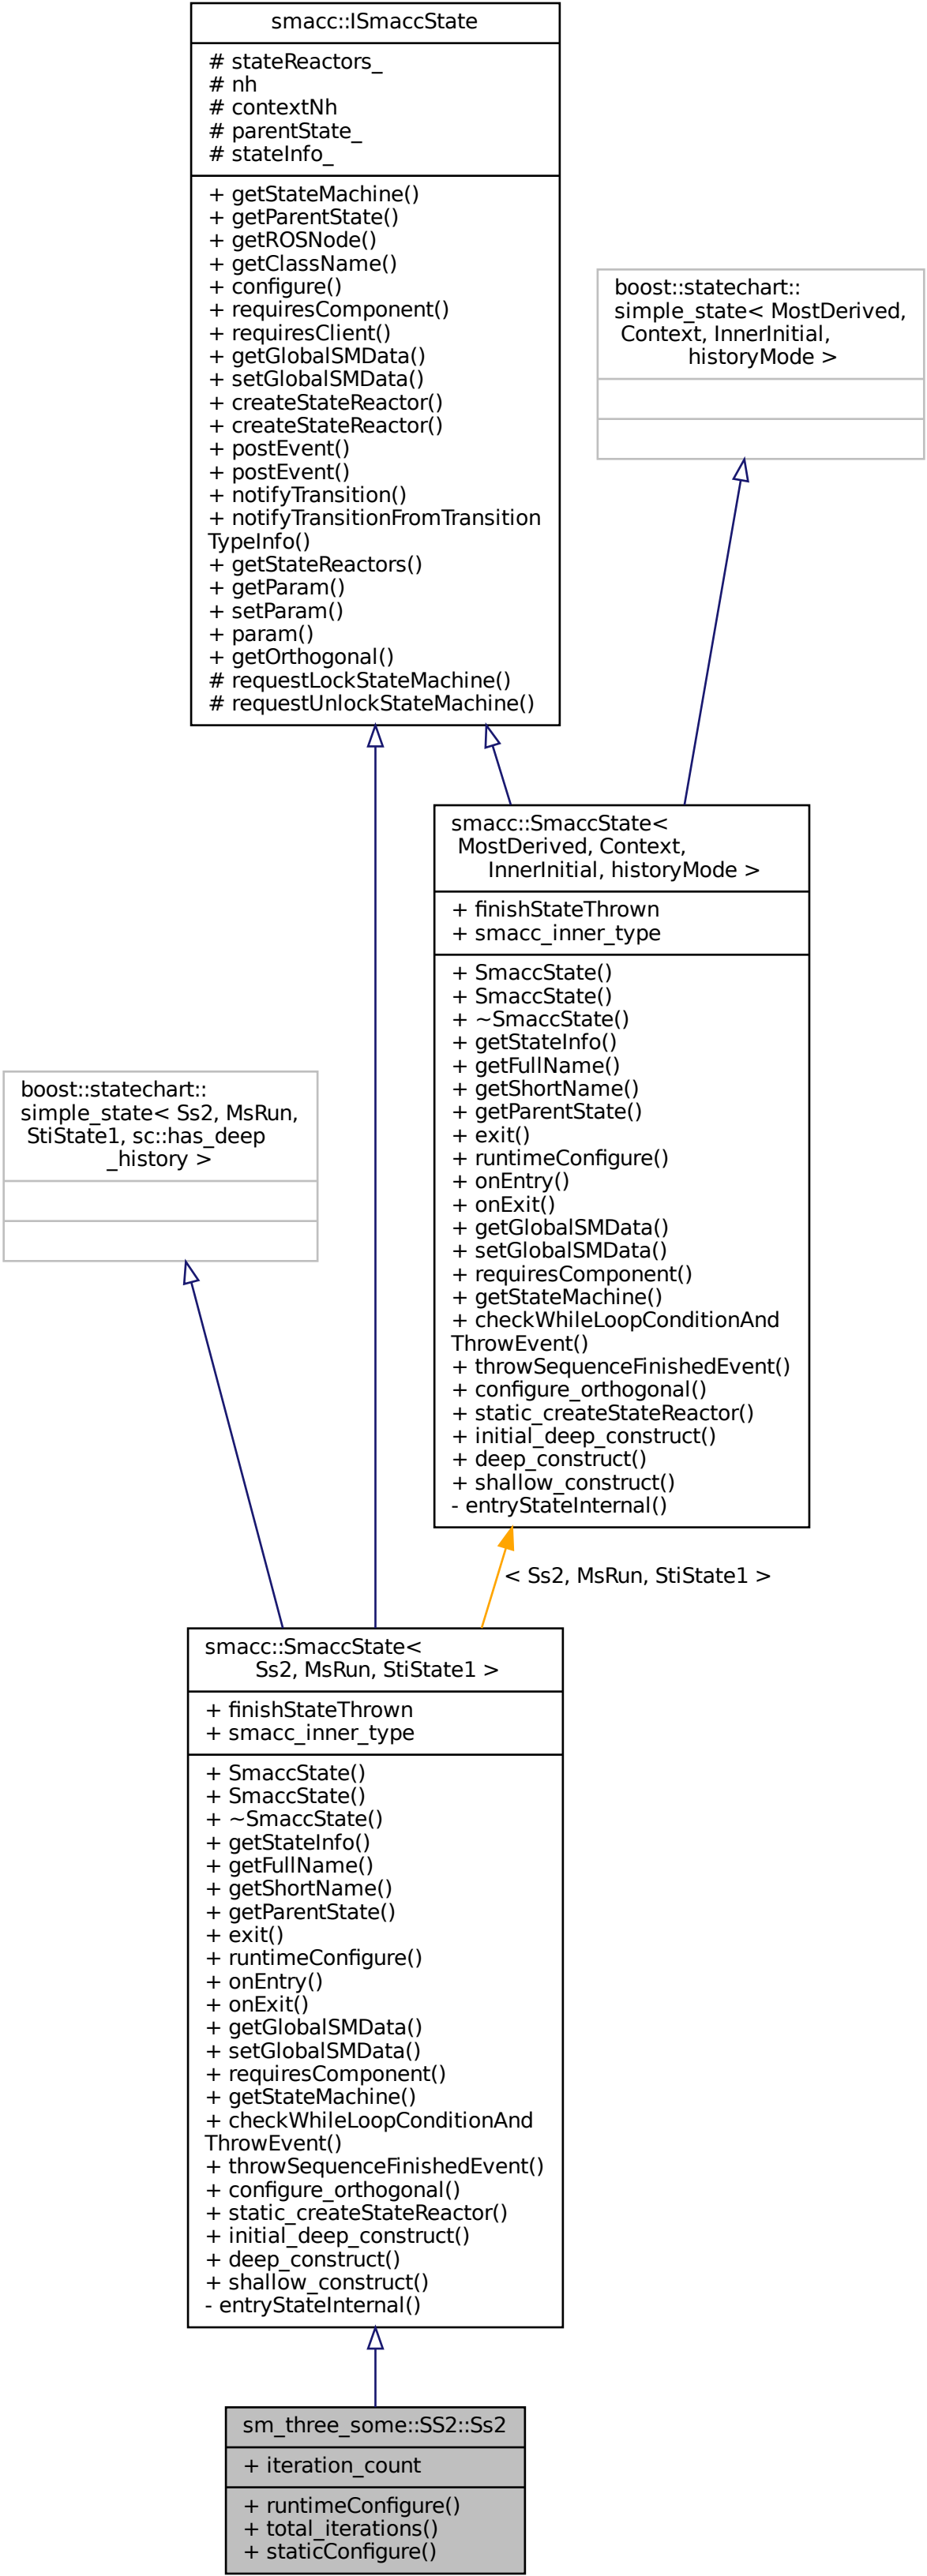 smacc::ISmaccState
# stateReactors_
# nh
# contextNh
# parentState_
# stateInfo_
+ getStateMachine()
+ getParentState()
+ getROSNode()
+ getClassName()
+ configure()
+ requiresComponent()
+ requiresClient()
+ getGlobalSMData()
+ setGlobalSMData()
+ createStateReactor()
+ createStateReactor()
+ postEvent()
+ postEvent()
+ notifyTransition()
+ notifyTransitionFromTransition
TypeInfo()
+ getStateReactors()
+ getParam()
+ setParam()
+ param()
+ getOrthogonal()
# requestLockStateMachine()
# requestUnlockStateMachine()
boost::statechart::
simple_state< MostDerived,
Context, InnerInitial,
historyMode >
smacc::SmaccState<
MostDerived, Context,
InnerInitial, historyMode >
+ finishStateThrown
+ smacc_inner_type
+ SmaccState()
+ SmaccState()
+ ~SmaccState()
+ getStateInfo()
+ getFullName()
+ getShortName()
+ getParentState()
+ exit()
+ runtimeConfigure()
+ onEntry()
+ onExit()
+ getGlobalSMData()
+ setGlobalSMData()
+ requiresComponent()
+ getStateMachine()
+ checkWhileLoopConditionAnd
ThrowEvent()
+ throwSequenceFinishedEvent()
+ configure_orthogonal()
+ static_createStateReactor()
+ initial_deep_construct()
+ deep_construct()
+ shallow_construct()
- entryStateInternal()
boost::statechart::
simple_state< Ss2, MsRun,
StiState1, sc::has_deep
_history >
< Ss2, MsRun, StiState1 >
smacc::SmaccState<
Ss2, MsRun, StiState1 >
+ finishStateThrown
+ smacc_inner_type
+ SmaccState()
+ SmaccState()
+ ~SmaccState()
+ getStateInfo()
+ getFullName()
+ getShortName()
+ getParentState()
+ exit()
+ runtimeConfigure()
+ onEntry()
+ onExit()
+ getGlobalSMData()
+ setGlobalSMData()
+ requiresComponent()
+ getStateMachine()
+ checkWhileLoopConditionAnd
ThrowEvent()
+ throwSequenceFinishedEvent()
+ configure_orthogonal()
+ static_createStateReactor()
+ initial_deep_construct()
+ deep_construct()
+ shallow_construct()
- entryStateInternal()
sm_three_some::SS2::Ss2
+ iteration_count
+ runtimeConfigure()
+ total_iterations()
+ staticConfigure()